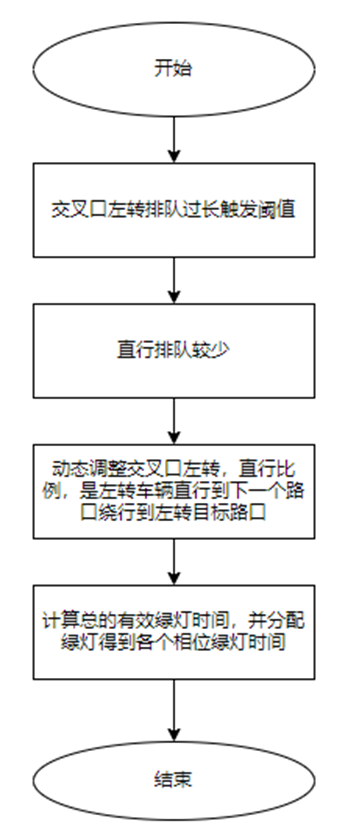 开始
交叉口左转排队过长触发阈值
直行排队较少
动态调整交叉口左转，直行比
例，是左转车辆直行到下一个路
口绕行到左转目标路口
计算总的有效绿灯时间，并分配
绿灯得到各个相位绿灯时间
结束